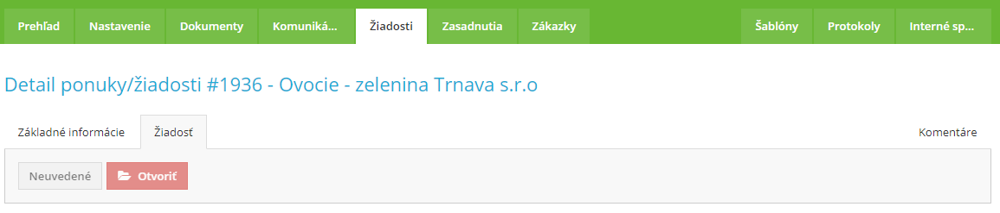 Prehľad Nastavenie Dokumenty Komuniká... Žiadosti Zasadnutia Zákazky Šablóny Protokoly Interné sp...
Detail ponuky/žiadosti #1936 - Ovocie - zelenina Trnava s.r.o
Základné informácie Žiadosť Komentáre
Neuvedené Otvoriť